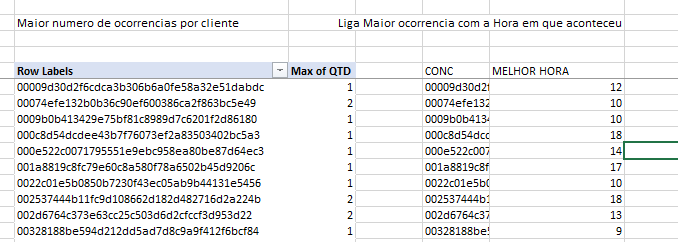 Maior numero de ocorrencias por cliente Liga Maior ocorrencia com a Hora em que aconteceu
Row Labels Max of QTD CONC MELHOR HORA
00009d30d2f6cdca3b306b6a0fe58a32e51dabdc 1 00009d30d2f 12
00074efe132b0b36c90ef600386ca2f863bc5e49 2 00074efe132 10
0009b0b413429e75bf81c8989d7c6201f2d86180 1 0009b0b4134 10
000c8d54dcdee43b7f76073ef2a83503402bc5a3 1 000c8d54dcc 18
000e522c0071795551e9ebc958ea80be87d64ec3 1 000e522c007 14
001a8819c8fc79e60c8a580f78a6502b45d9206c 1 001a8819c8f 17
0022c01e5b0850b7230f43ec05ab9b44131e5456 1 0022c01e5b0 10
002537444b11fc9d108662d182d482716d2a224b 2 002537444b1 18
002d6764c373e63cc25c503d6d2cfccf3d953d22 2 002d6764c37 13
00328188be594d212dd5ad7d8c9a9f412f6bcf84 1 00328188be5 9